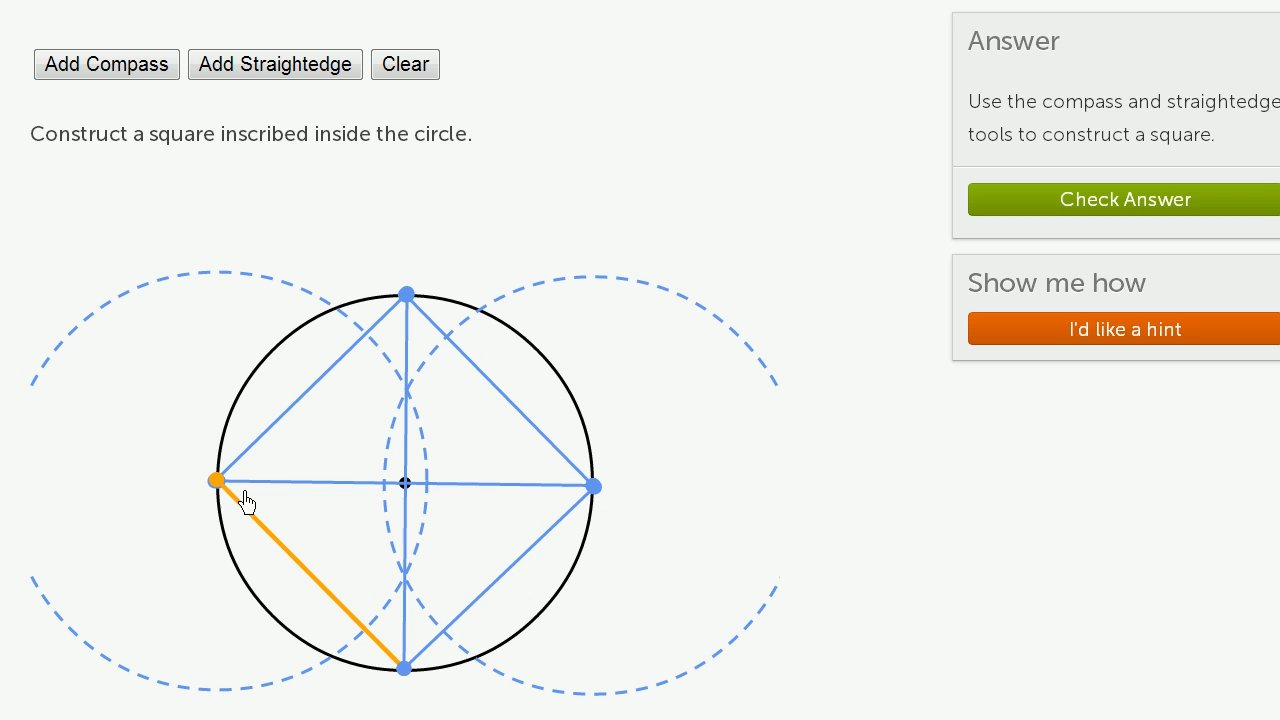 Add Compass Add Straightedge Clear
Construct a square inscribed inside the circle.
Answer
Use the compass and straightedge
tools to construct a square.
Check Answer
Show me how
I'd like a hint